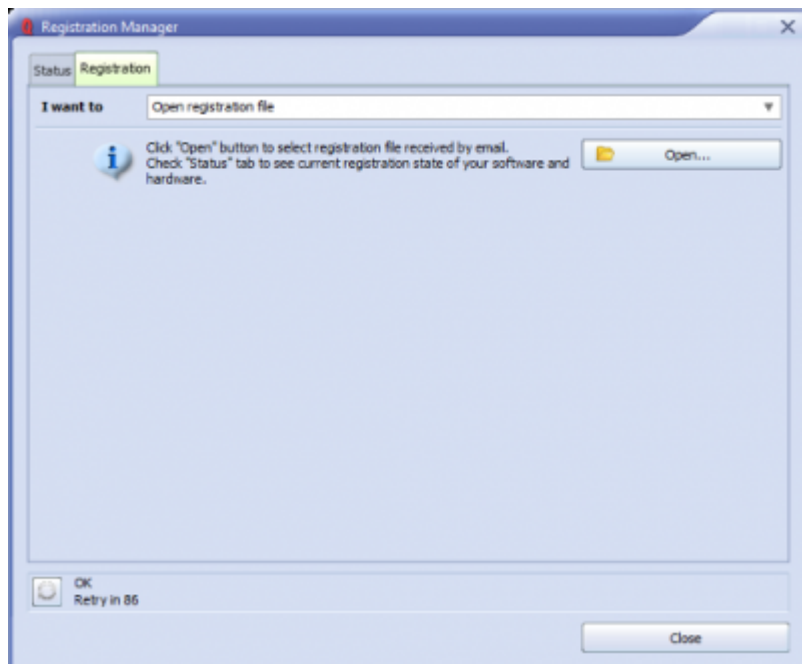 Registration Manager
Status Registration
I want to Open registration file
Click "Open" button to select registration file received by email.
Check "Status" tab to see current registration state of your software and
hardware.
Open...
OK
Retry in 86
Close